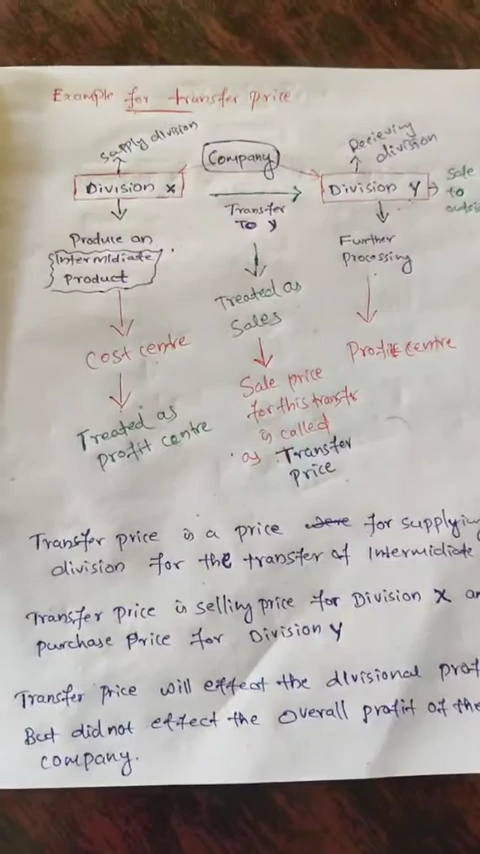 Example for transfer price
Supply division
Company
Recieving division
Division X
Transfer
To Y
Division Y
Sale
to
Produce an
Intermidiate
Product
Cost centre
Treated as
profit centre
Treated as
Sales
Sale price
for this transfer
is called
as Transfer
Price
Further
Processing
Profit centre
Transfer price is a price for
division for the transfer of Intermidiate
Transfer price is selling price for Division X
purchase Price for Division Y
Transfer price will effect the divisional
But did not effect the Overall profit of the
company.